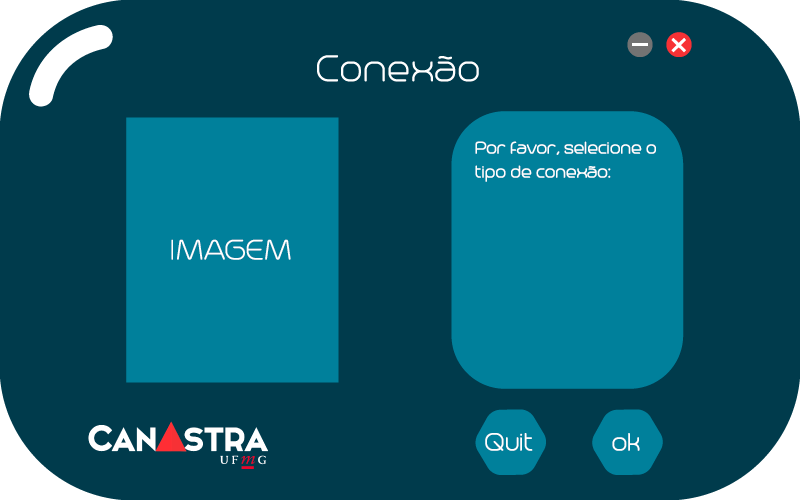 Conexão
Por favor, selecione o
tipo de conexão:
IMAGEM
CANASTRA
UFmG
Quit
ok